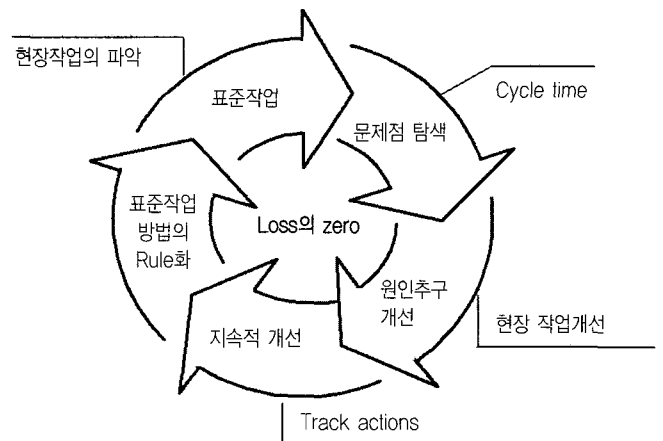 현장작업의 파악
표준작업
Cycle time
문제점 탐색
표준작업
방법의
Rule화
Loss의 zero
원인추구
개선
현장 작업개선
지속적 개선
Track actions